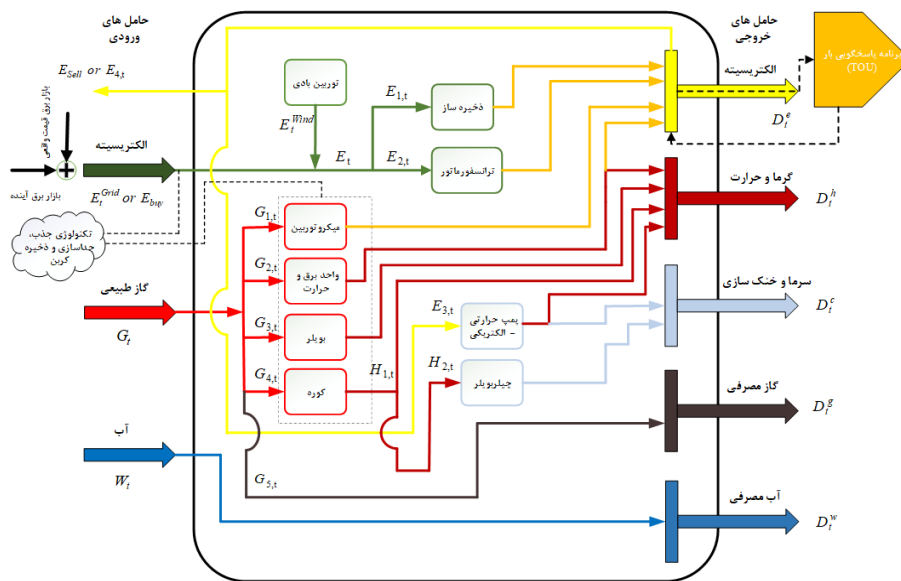 حامل های
ورودی
حامل های
خروجی
E_Sell or E_4,t
بازار برق قیمت واقعی
بازار برق آینده
الکتریسیته
E_t^Grid or E_buy
تکنولوژی جذب،
جداسازی و ذخیره
کربن
گاز طبیعی
G_t
آب
W_t
توربین بادی
E_t^Wind
E_t
E_1,t
E_2,t
ذخیره ساز
ترانسفورماتور
G_1,t
میکروتوربین
G_2,t
واحد برق و
حرارت
G_3,t
بویلر
G_4,t
کوره
G_5,t
H_1,t
E_3,t
پمپ حرارتی
- الکتریکی
H_2,t
چیلربویلر
الکتریسیته
D_t^e
برنامه پاسخگویی بار
(TOU)
گرما و حرارت
D_t^h
سرما و خنک سازی
D_t^c
گاز مصرفی
D_t^g
آب مصرفی
D_t^w